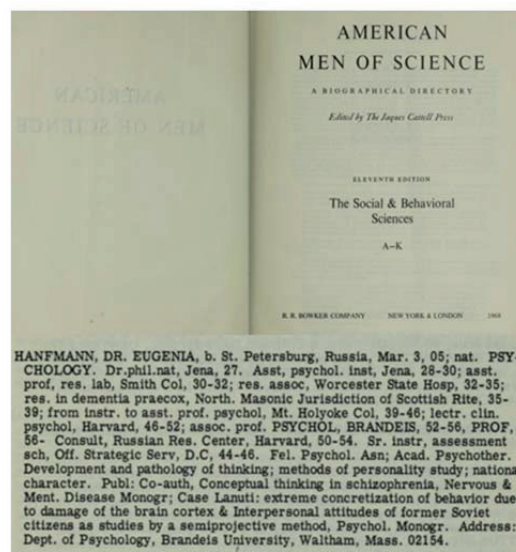 AMERICAN
MEN OF SCIENCE
A BIOGRAPHICAL DIRECTORY
Edited by The Jaques Cattell Press
ELEVENTH EDITION
The Social & Behavioral
Sciences
A-K
R. R. BOWKER COMPANY NEW YORK & LONDON 1968
HANFMANN, DR. EUGENIA, b. St. Petersburg, Russia, Mar. 3, 05; nat. PSY-
CHOLOGY. Dr.phil.nat, Jena, 27. Asst, psychol. inst, Jena, 28-30; asst.
prof, res. lab, Smith Col, 30-32; res. assoc, Worcester State Hosp, 32-35;
res. in dementia praecox, North. Masonic Jurisdiction of Scottish Rite, 35-
39; from instr. to asst. prof. psychol, Mt. Holyoke Col, 39-46; lectr. clin.
psychol, Harvard, 46-52; assoc. prof. PSYCHOL, BRANDEIS, 52-56, PROF,
56- Consult, Russian Res. Center, Harvard, 50-54. Sr. instr, assessment
sch, Off. Strategic Serv, D.C, 44-46. Fel. Psychol. Asn; Acad. Psychother.
Development and pathology of thinking; methods of personality study; national
character. Publ: Co-auth, Conceptual thinking in schizophrenia, Nervous &
Ment. Disease Monogr; Case Lanuti: extreme concretization of behavior due
to damage of the brain cortex & Interpersonal attitudes of former Soviet
citizens as studies by a semiprojective method, Psychol. Monogr. Address:
Dept. of Psychology, Brandeis University, Waltham, Mass. 02154.